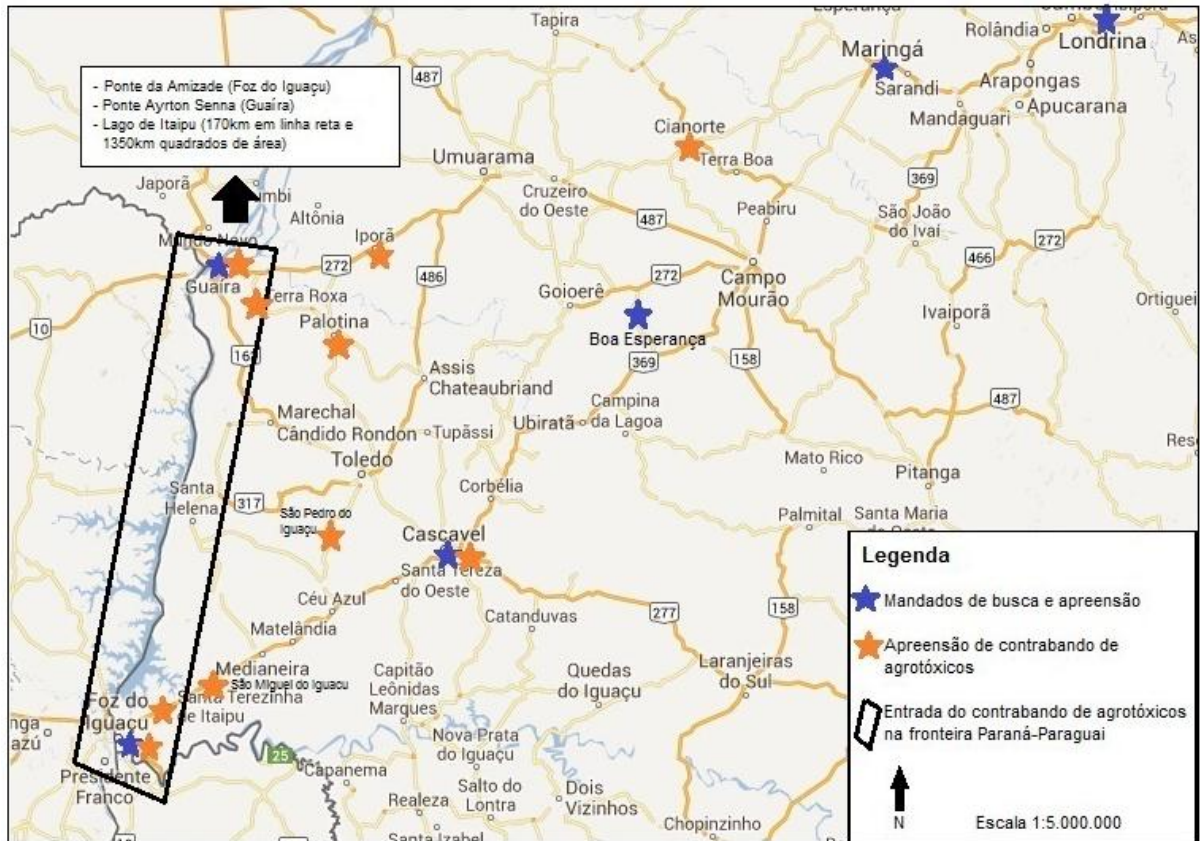 Tapira
Esperança
Rolândia
Londrina
As
Maringá
Sarandi
Arapongas
Apucarana
Mandaguari
487
- Ponte da Amizade (Foz do Iguaçu)
- Ponte Ayrton Senna (Guaíra)
- Lago de Itaipu (170km em linha reta e
1350km quadrados de área)
Cianorte
Terra Boa
Umuarama
Cruzeiro
do Oeste
369
Japorã
Altônia
Peabiru
São João
do Ivaí
487
Iporã
272
486
272
466
272
Guaíra
Goioerê
Campo
Mourão
Ortiguei
10
Palotina
Boa Esperança
Ivaiporã
369
158
Assis
Chateaubriand
Campina
da Lagoa
487
Marechal
Cândido Rondon
Tupãssi
Ubiratã
Toledo
Mato Rico
Pitanga
Santa
Helena
317
Corbélia
São Pedro do
Iguaçu
Palmital
Santa Maria
Cascavel
Santa Tereza
do Oeste
Céu Azul
Catanduvas
277
158
Matelândia
Medianeira
São Miguel do Iguacu
Capitão
Leônidas
Marques
Quedas
do Iguaçu
Laranjeiras
do Sul
Foz do
Iguaçu
Santa Terezinha
de Itaipu
Nova Prata
do Iguaçu
25
Presidente
Franco
Capanema
Realeza
Salto do
Lontra
Dois
Vizinhos
Chopinzinho
Santa Izabel
Legenda
Mandados de busca e apreensão
Apreensão de contrabando de
agrotóxicos
Entrada do contrabando de agrotóxicos
na fronteira Paraná-Paraguai
N
Escala 1:5.000.000